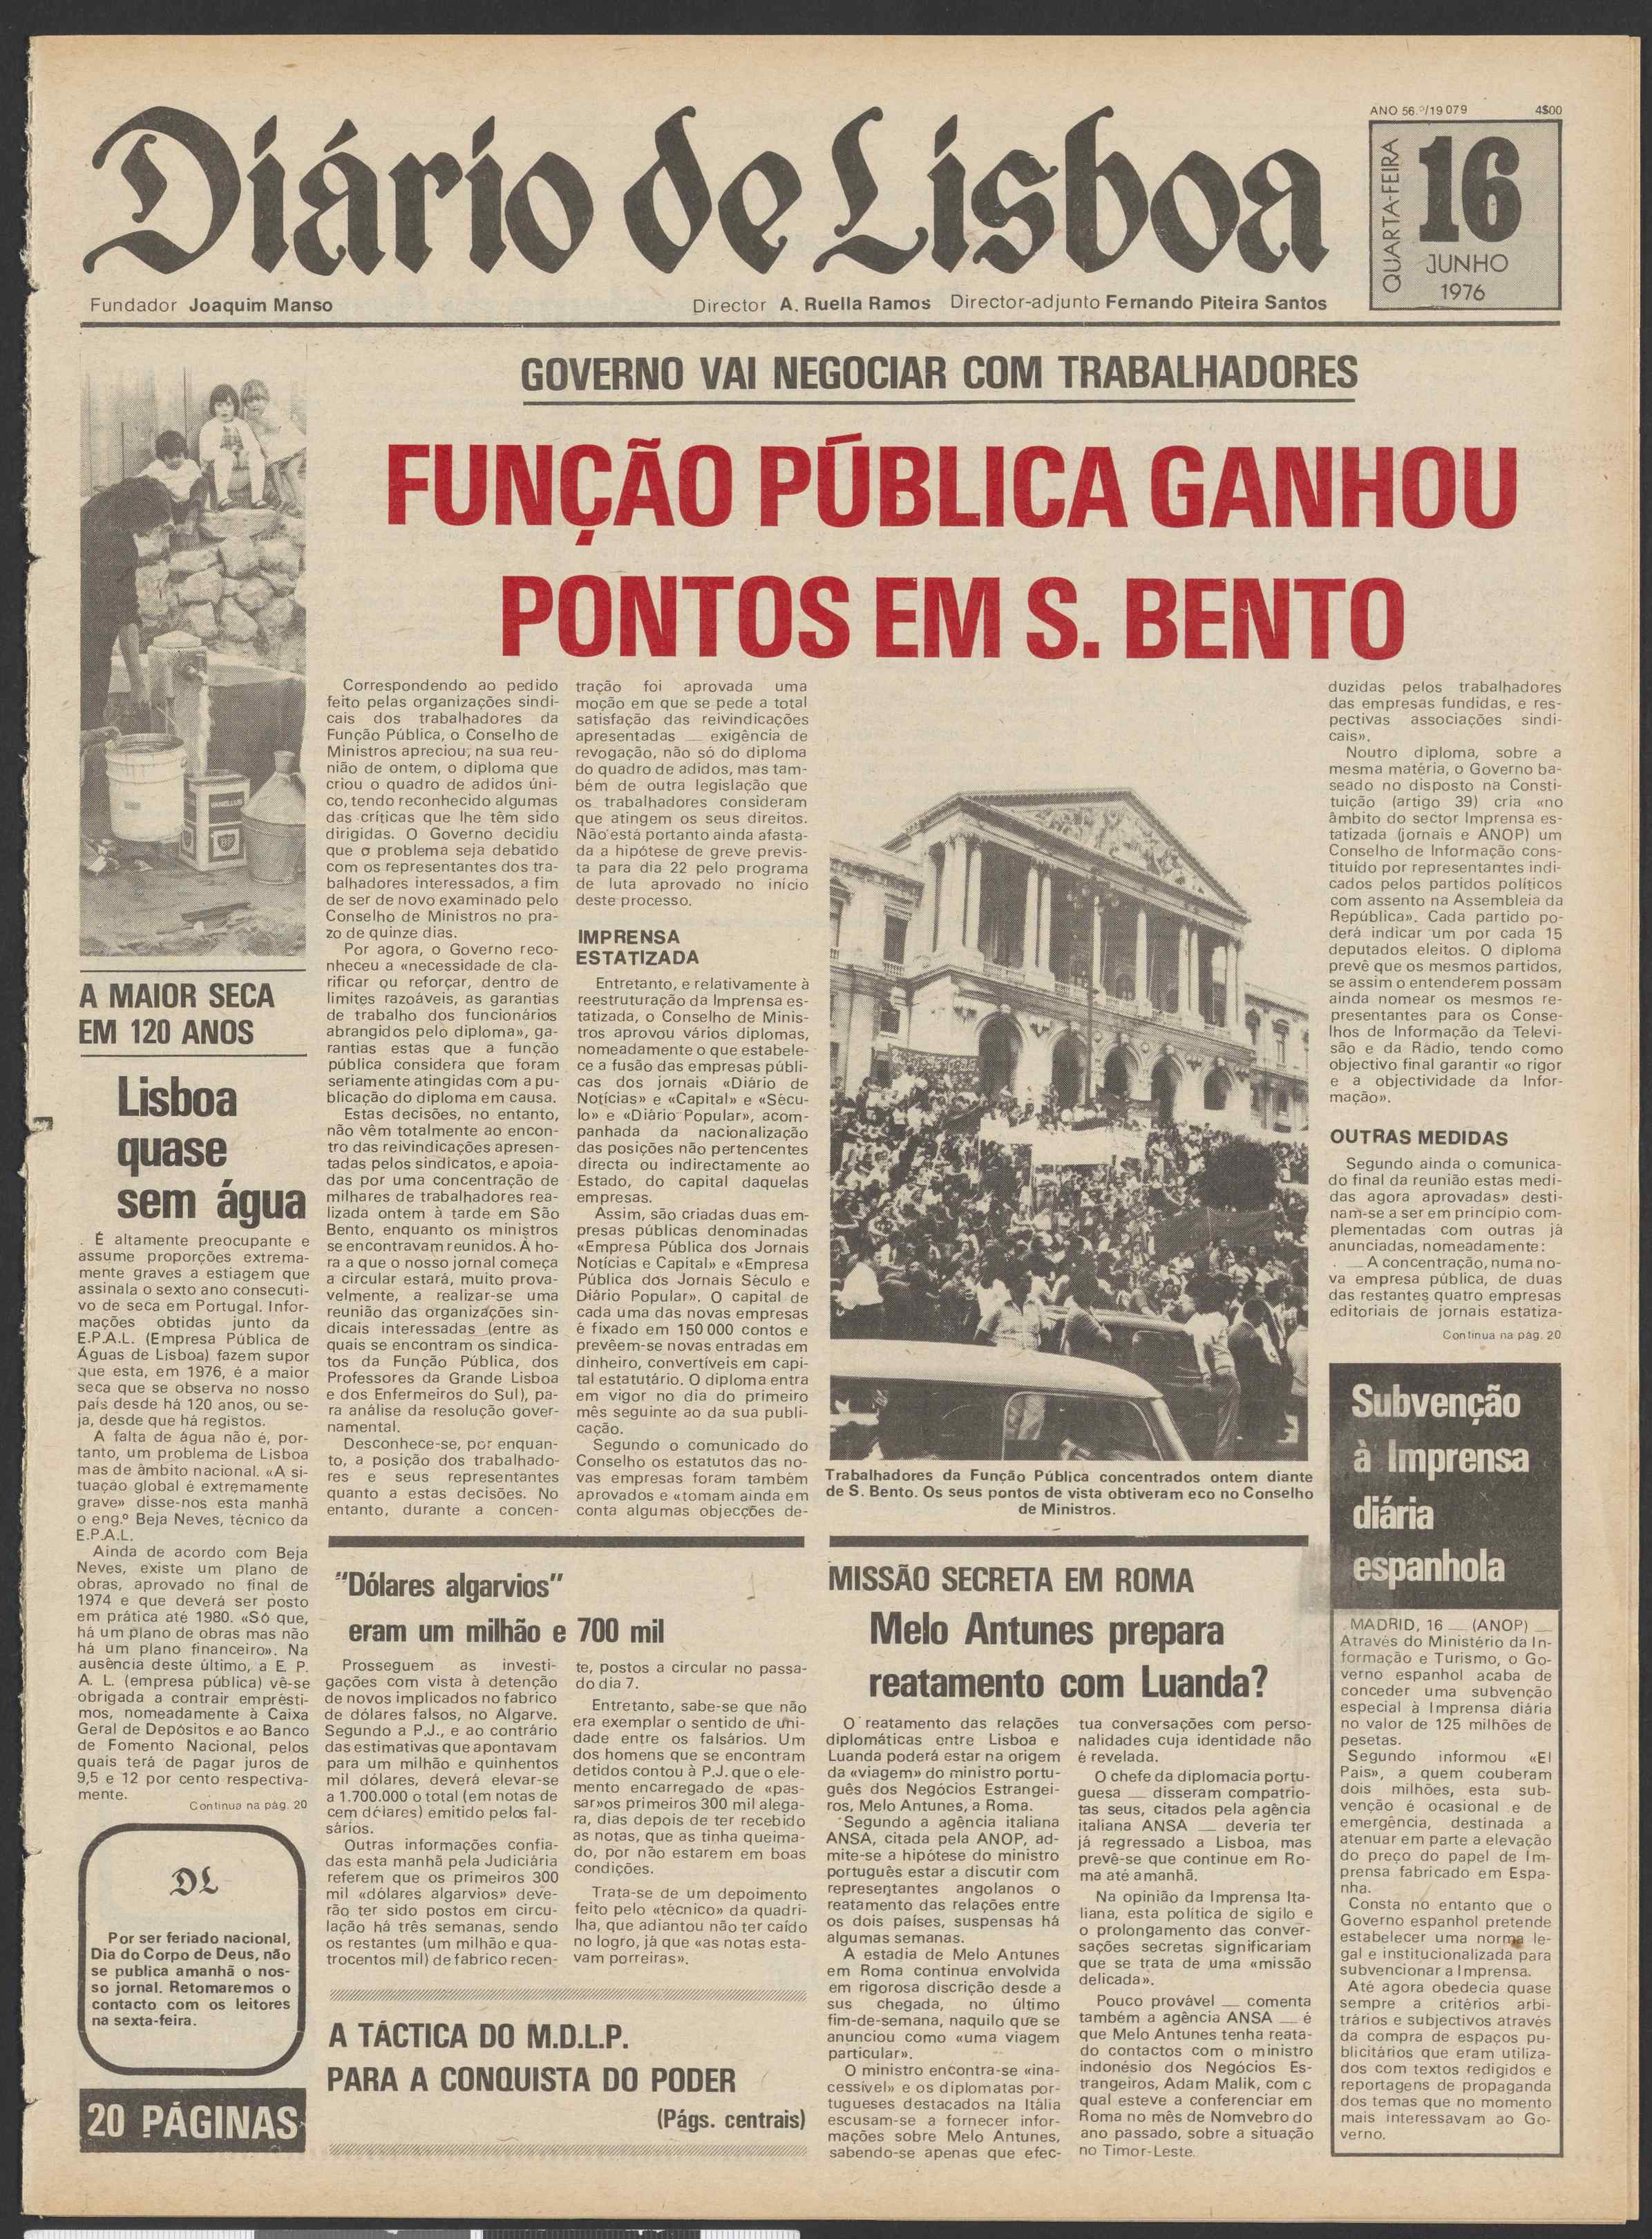 ANO 56.º/19 079 4$00
Diário de Lisboa
QUARTA-FEIRA
16
JUNHO
1976
Fundador Joaquim Manso
Director A. Ruella Ramos Director-adjunto Fernando Piteira Santos
GOVERNO VAI NEGOCIAR COM TRABALHADORES
FUNÇÃO PÚBLICA GANHOU
PONTOS EM S. BENTO
A MAIOR SECA
EM 120 ANOS
Lisboa
quase
sem água
É altamente preocupante e
assume proporções extrema-
mente graves a estiagem que
assinala o sexto ano consecuti-
vo de seca em Portugal. Infor-
mações obtidas junto da
E.P.A.L. (Empresa Pública de
Águas de Lisboa) fazem supor
que esta, em 1976, é a maior
seca que se observa no nosso
país desde há 120 anos, ou se-
ja, desde que há registos.
A falta de água não é, por-
tanto, um problema de Lisboa
mas de âmbito nacional. «A si-
tuação global é extremamente
grave» disse-nos esta manhã
o eng.º Beja Neves, técnico da
E.P.A.L.
Ainda de acordo com Beja
Neves, existe um plano de
obras, aprovado no final de
1974 e que deverá ser posto
em prática até 1980. «Só que,
há um plano de obras mas não
há um plano financeiro». Na
ausência deste último, a E. P.
A. L. (empresa pública) vê-se
obrigada a contrair emprésti-
mos, nomeadamente à Caixa
Geral de Depósitos e ao Banco
de Fomento Nacional, pelos
quais terá de pagar juros de
9,5 e 12 por cento respectiva-
mente.
Continua na pág. 20
DL
Por ser feriado nacional,
Dia do Corpo de Deus, não
se publica amanhã o nos-
so jornal. Retomaremos o
contacto com os leitores
na sexta-feira.
20 PÁGINAS
Correspondendo ao pedido
feito pelas organizações sindi-
cais dos trabalhadores da
Função Pública, o Conselho de
Ministros apreciou, na sua reu-
nião de ontem, o diploma que
criou o quadro de adidos úni-
co, tendo reconhecido algumas
das críticas que lhe têm sido
dirigidas. O Governo decidiu
que o problema seja debatido
com os representantes dos tra-
balhadores interessados, a fim
de ser de novo examinado pelo
Conselho de Ministros no pra-
zo de quinze dias.
Por agora, o Governo reco-
nheceu a «necessidade de cla-
rificar ou reforçar, dentro de
limites razoáveis, as garantias
de trabalho dos funcionários
abrangidos pelo diploma», ga-
rantias estas que a função
pública considera que foram
seriamente atingidas com a pu-
blicação do diploma em causa.
Estas decisões, no entanto,
não vêm totalmente ao encon-
tro das reivindicações apresen-
tadas pelos sindicatos, e apoia-
das por uma concentração de
milhares de trabalhadores rea-
lizada ontem à tarde em São
Bento, enquanto os ministros
se encontravam reunidos. À ho-
ra a que o nosso jornal começa
a circular estará, muito prova-
velmente, a realizar-se uma
reunião das organizações sin-
dicais interessadas (entre as
quais se encontram os sindica-
tos da Função Pública, dos
Professores da Grande Lisboa
e dos Enfermeiros do Sul), pa-
ra análise da resolução gover-
namental.
Desconhece-se, por enquan-
to, a posição dos trabalhado-
res e seus representantes
quanto a estas decisões. No
entanto, durante a concen-
tração foi aprovada uma
moção em que se pede a total
satisfação das reivindicações
apresentadas — exigência de
revogação, não só do diploma
do quadro de adidos, mas tam-
bém de outra legislação que
os trabalhadores consideram
que atingem os seus direitos.
Não está portanto ainda afasta-
da a hipótese de greve previs-
ta para dia 22 pelo programa
de luta aprovado no início
deste processo.
IMPRENSA
ESTATIZADA
Entretanto, e relativamente à
reestruturação da Imprensa es-
tatizada, o Conselho de Minis-
tros aprovou vários diplomas,
nomeadamente o que estabele-
ce a fusão das empresas públi-
cas dos jornais «Diário de
Notícias» e «Capital» e «Sécu-
lo» e «Diário Popular», acom-
panhada da nacionalização
das posições não pertencentes
directa ou indirectamente ao
Estado, do capital daquelas
empresas.
Assim, são criadas duas em-
presas públicas denominadas
«Empresa Pública dos Jornais
Notícias e Capital» e «Empresa
Pública dos Jornais Século e
Diário Popular». O capital de
cada uma das novas empresas
é fixado em 150 000 contos e
prevêem-se novas entradas em
dinheiro, convertíveis em capi-
tal estatutário. O diploma entra
em vigor no dia do primeiro
mês seguinte ao da sua publi-
cação.
Segundo o comunicado do
Conselho os estatutos das no-
vas empresas foram também
aprovados e «tomam ainda em
conta algumas objecções de-
Trabalhadores da Função Pública concentrados ontem diante
de S. Bento. Os seus pontos de vista obtiveram eco no Conselho
de Ministros.
duzidas pelos trabalhadores
das empresas fundidas, e res-
pectivas associações sindi-
cais».
Noutro diploma, sobre a
mesma matéria, o Governo ba-
seado no disposto na Consti-
tuição (artigo 39) cria «no
âmbito do sector Imprensa es-
tatizada (jornais e ANOP) um
Conselho de Informação cons-
tituído por representantes indi-
cados pelos partidos políticos
com assento na Assembleia da
República». Cada partido po-
derá indicar um por cada 15
deputados eleitos. O diploma
prevê que os mesmos partidos,
se assim o entenderem possam
ainda nomear os mesmos re-
presentantes para os Conse-
lhos de Informação da Televi-
são e da Rádio, tendo como
objectivo final garantir «o rigor
e a objectividade da Infor-
mação».
OUTRAS MEDIDAS
Segundo ainda o comunica-
do final da reunião estas medi-
das agora aprovadas» desti-
nam-se a ser em princípio com-
plementadas com outras já
anunciadas, nomeadamente:
— A concentração, numa no-
va empresa pública, de duas
das restantes quatro empresas
editoriais de jornais estatiza-
Continua na pág. 20
"Dólares algarvios"
eram um milhão e 700 mil
Prosseguem as investi-
gações com vista à detenção
de novos implicados no fabrico
de dólares falsos, no Algarve.
Segundo a P.J., e ao contrário
das estimativas que apontavam
para um milhão e quinhentos
mil dólares, deverá elevar-se
a 1.700.000 o total (em notas de
cem dólares) emitido pelos fal-
sários.
Outras informações confia-
das esta manhã pela Judiciária
referem que os primeiros 300
mil «dólares algarvios» deve-
rão ter sido postos em circu-
lação há três semanas, sendo
os restantes (um milhão e qua-
trocentos mil) de fabrico recen-
te, postos a circular no passa-
do dia 7.
Entretanto, sabe-se que não
era exemplar o sentido de uni-
dade entre os falsários. Um
dos homens que se encontram
detidos contou à P.J. que o ele-
mento encarregado de «pas-
sar»os primeiros 300 mil alega-
ra, dias depois de ter recebido
as notas, que as tinha queima-
do, por não estarem em boas
condições.
Trata-se de um depoimento
feito pelo «técnico» da quadri-
lha, que adiantou não ter caído
no logro, já que «as notas esta-
vam porreiras».
A TÁCTICA DO M.D.L.P.
PARA A CONQUISTA DO PODER
(Págs. centrais)
MISSÃO SECRETA EM ROMA
Melo Antunes prepara
reatamento com Luanda?
O reatamento das relações
diplomáticas entre Lisboa e
Luanda poderá estar na origem
da «viagem» do ministro portu-
guês dos Negócios Estrangei-
ros, Melo Antunes, a Roma.
Segundo a agência italiana
ANSA, citada pela ANOP, ad-
mite-se a hipótese do ministro
português estar a discutir com
representantes angolanos o
reatamento das relações entre
os dois países, suspensas há
algumas semanas.
A estadia de Melo Antunes
em Roma continua envolvida
em rigorosa discrição desde a
sus chegada, no último
fim-de-semana, naquilo que se
anunciou como «uma viagem
particular».
O ministro encontra-se «ina-
cessível» e os diplomatas por-
tugueses destacados na Itália
escusam-se a fornecer infor-
mações sobre Melo Antunes,
sabendo-se apenas que efec-
tua conversações com perso-
nalidades cuja identidade não
é revelada.
O chefe da diplomacia portu-
guesa — disseram compatrio-
tas seus, citados pela agência
italiana ANSA — deveria ter
já regressado a Lisboa, mas
prevê-se que continue em Ro-
ma até amanhã.
Na opinião da Imprensa Ita-
liana, esta política de sigilo e
o prolongamento das conver-
sações secretas significariam
que se trata de uma «missão
delicada».
Pouco provável — comenta
também a agência ANSA — é
que Melo Antunes tenha reata-
do contactos com o ministro
indonésio dos Negócios Es-
trangeiros, Adam Malik, com c
qual esteve a conferenciar em
Roma no mês de Nomvebro do
ano passado, sobre a situação
no Timor-Leste.
Subvenção
à Imprensa
diária
espanhola
MADRID, 16 — (ANOP) —
Através do Ministério da In-
formação e Turismo, o Go-
verno espanhol acaba de
conceder uma subvenção
especial à Imprensa diária
no valor de 125 milhões de
pesetas.
Segundo informou «El
Pais», a quem couberam
dois milhões, esta sub-
venção é ocasional e de
emergência, destinada a
atenuar em parte a elevação
do preço do papel de Im-
prensa fabricado em Espa-
nha.
Consta no entanto que o
Governo espanhol pretende
estabelecer uma norma le-
gal e institucionalizada para
subvencionar a Imprensa.
Até agora obedecia quase
sempre a critérios arbi-
trários e subjectivos através
da compra de espaços pu-
blicitários que eram utiliza-
dos com textos redigidos e
reportagens de propaganda
dos temas que no momento
mais interessavam ao Go-
verno.